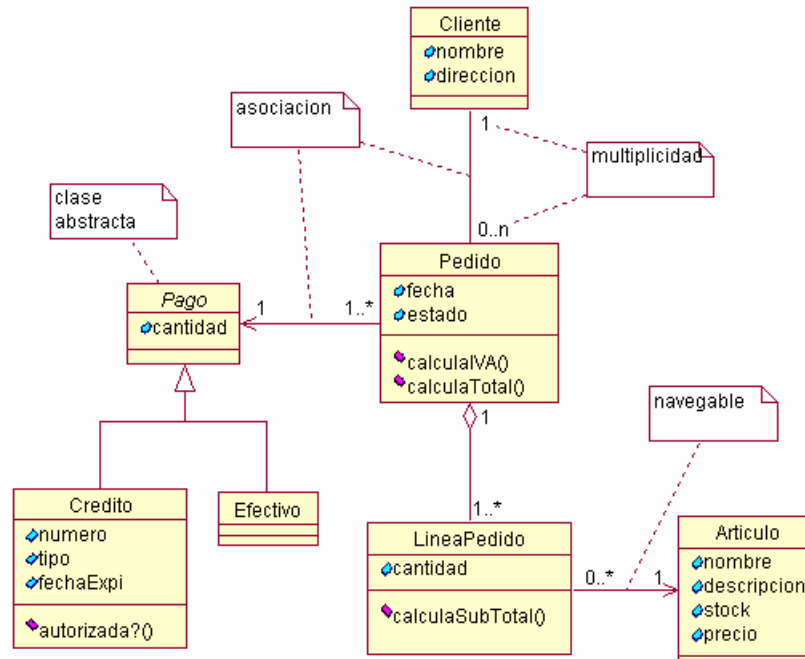 Cliente
nombre
direccion
asociacion
1
multiplicidad
0..n
clase
abstracta
Pedido
fecha
estado
calculaIVA()
calculaTotal()
Pago
cantidad
1
1..*
1
navegable
1..*
Credito
numero
tipo
fechaExpi
autorizada?()
Efectivo
LineaPedido
cantidad
calculaSubTotal()
0..*
1
Articulo
nombre
descripcion
stock
precio